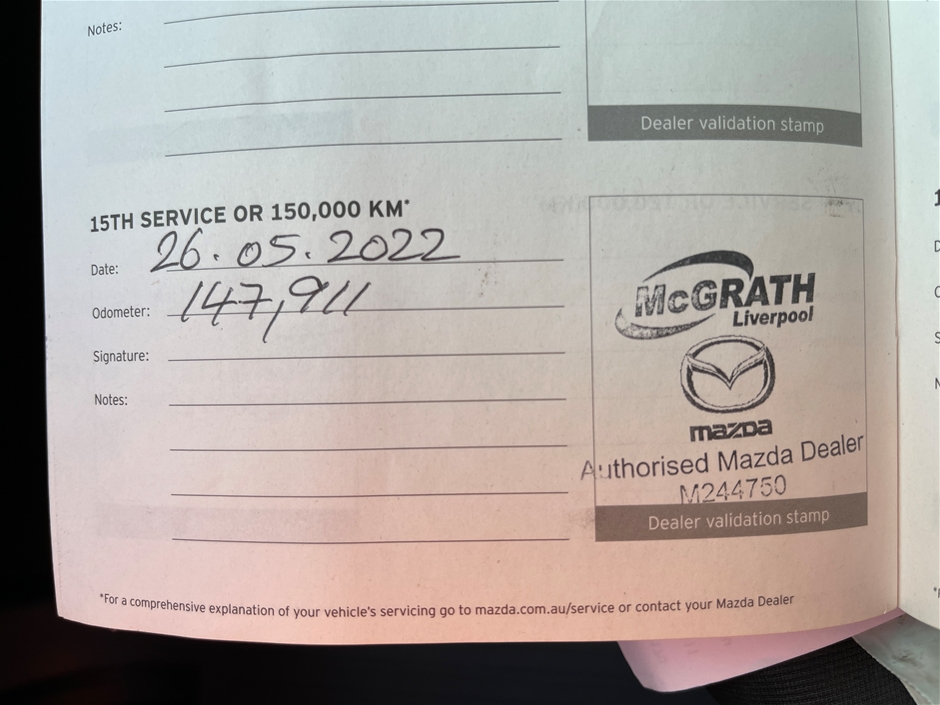 Notes:
Dealer validation stamp
15TH SERVICE OR 150,000 KM*
Date: 26.05.2022
Odometer: 147,911
Signature:
Notes:
McGRATH
Liverpool
mazda
Authorised Mazda Dealer
M244750
Dealer validation stamp
*For a comprehensive explanation of your vehicle's servicing go to mazda.com.au/service or contact your Mazda Dealer